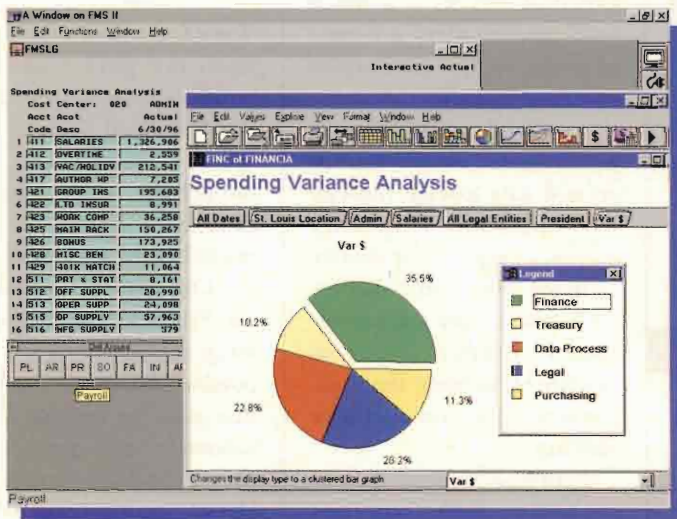 A Window on FMS II
File Edit Functions Window Help
FMSLG
Interactive Actual
Spending Variance Analysis
Cost Center: 020 ADMIN
Acct Acct Actual
Code Desc 6/30/96
1 411 SALARIES 1,326,906
2 412 OVERTIME 2,559
3 413 VAC/HOLIDY 212,541
4 417 AUTHOR WP 7,285
5 421 GROUP INS 195,683
6 422 LTD INSUR 8,991
7 423 WORK COMP 36,258
8 425 MAIN RACK 150,267
9 426 BONUS 173,925
10 428 MISC BEN 23,090
11 429 401K MATCH 11,064
12 511 PRT & STAT 8,161
13 512 OFF SUPPL 20,990
14 513 OPER SUPP 24,098
15 515 OP SUPPLY 57,963
16 516 MFG SUPPLY 379
PL AR PR SO FA IN
Payroll
Payroll
File Edit Values Explore View Format Window Help
$
FINC of FINANCIA
Spending Variance Analysis
All Dates St. Louis Location Admin Salaries All Legal Entities President Var $
Var $
35.5%
10.2%
22.8%
26.2%
11.3%
Legend
Finance
Treasury
Data Process
Legal
Purchasing
Changes the display type to a clustered bar graph
Var $